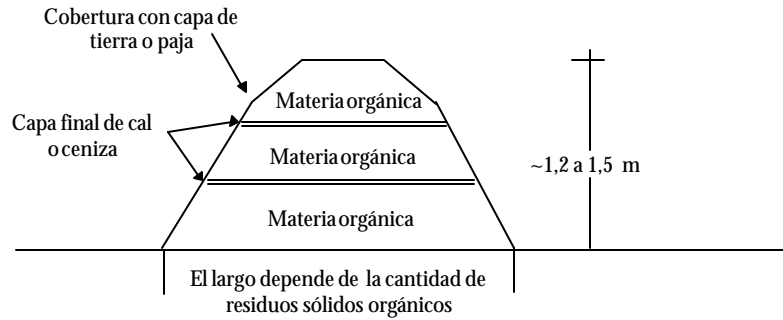 Cobertura con capa de
tierra o paja
Materia orgánica
Capa final de cal
o ceniza
Materia orgánica
~1,2 a 1,5 m
Materia orgánica
El largo depende de la cantidad de
residuos sólidos orgánicos